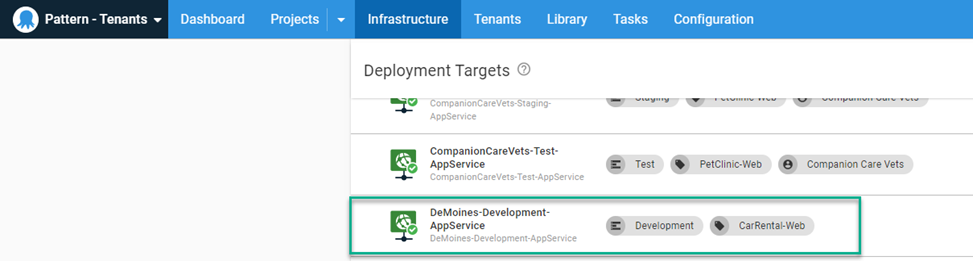 Pattern - Tenants Dashboard Projects Infrastructure Tenants Library Tasks Configuration
Deployment Targets ?
CompanionCareVets-Staging-
AppService
Staging PetClinic-Web Companion Care Vets
CompanionCareVets-Test-
AppService
CompanionCareVets-Test-AppService
Test PetClinic-Web Companion Care Vets
DeMoines-Development-
AppService
DeMoines-Development-AppService
Development CarRental-Web